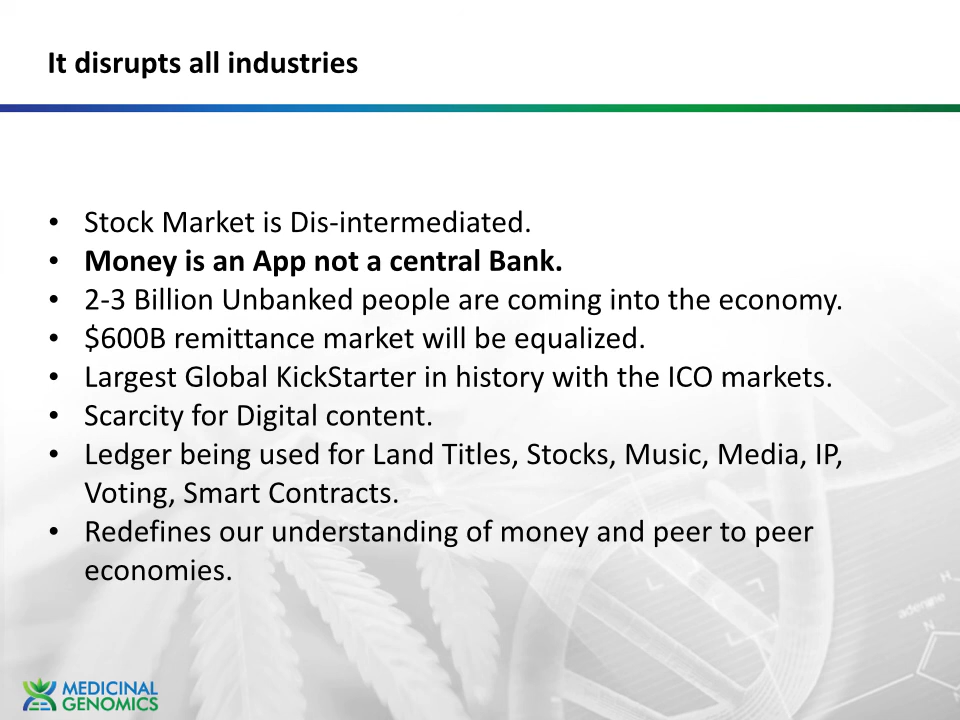 It disrupts all industries
• Stock Market is Dis-intermediated.
• Money is an App not a central Bank.
• 2-3 Billion Unbanked people are coming into the economy.
• $600B remittance market will be equalized.
• Largest Global KickStarter in history with the ICO markets.
• Scarcity for Digital content.
• Ledger being used for Land Titles, Stocks, Music, Media, IP,
Voting, Smart Contracts.
• Redefines our understanding of money and peer to peer
economies.
adenine
N
N
MEDICINAL
GENOMICS